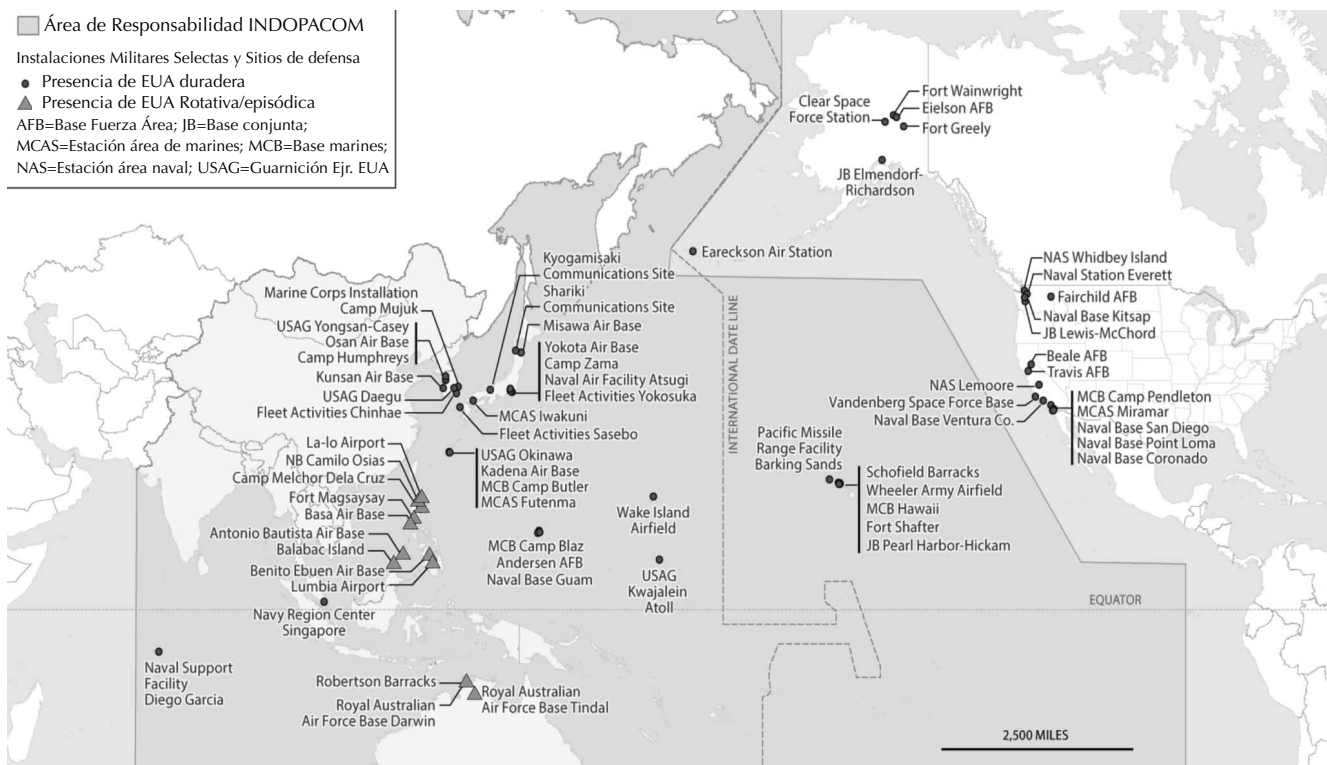 Área de Responsabilidad INDOPACOM
Instalaciones Militares Selectas y Sitios de defensa
Presencia de EUA duradera
Presencia de EUA Rotativa/episódica
AFB=Base Fuerza Área; JB=Base conjunta;
MCAS=Estación área de marines; MCB=Base marines;
NAS=Estación área naval; USAG=Guarnición Ejr. EUA
Clear Space
Force Station
Fort Wainwright
Eielson AFB
Fort Greely
JB Elmendorf-
Richardson
Eareckson Air Station
Kyogamisaki
Communications Site
Shariki
Communications Site
Misawa Air Base
Marine Corps Installation
Camp Mujuk
USAG Yongsan-Casey
Osan Air Base
Camp Humphreys
Kunsan Air Base
USAG Daegu
Fleet Activities Chinhae
Yokota Air Base
Camp Zama
Naval Air Facility Atsugi
Fleet Activities Yokosuka
MCAS Iwakuni
Fleet Activities Sasebo
INTERNATIONAL DATE LINE
NAS Whidbey Island
Naval Station Everett
Fairchild AFB
Naval Base Kitsap
JB Lewis-McChord
Beale AFB
Travis AFB
NAS Lemoore
Vandenberg Space Force Base
Naval Base Ventura Co.
MCB Camp Pendleton
MCAS Miramar
Naval Base San Diego
Naval Base Point Loma
Naval Base Coronado
La-lo Airport
NB Camilo Osias
Camp Melchor Dela Cruz
Fort Magsaysay
Basa Air Base
Antonio Bautista Air Base
Balabac Island
Benito Ebuen Air Base
Lumbia Airport
USAG Okinawa
Kadena Air Base
MCB Camp Butler
MCAS Futenma
Pacific Missile
Range Facility
Barking Sands
Schofield Barracks
Wheeler Army Airfield
MCB Hawaii
Fort Shafter
JB Pearl Harbor-Hickam
Wake Island
Airfield
MCB Camp Blaz
Andersen AFB
Naval Base Guam
USAG
Kwajalein
Atoll
EQUATOR
Navy Region Center
Singapore
Naval Support
Facility
Diego Garcia
Robertson Barracks
Royal Australian
Air Force Base Darwin
Royal Australian
Air Force Base Tindal
2,500 MILES